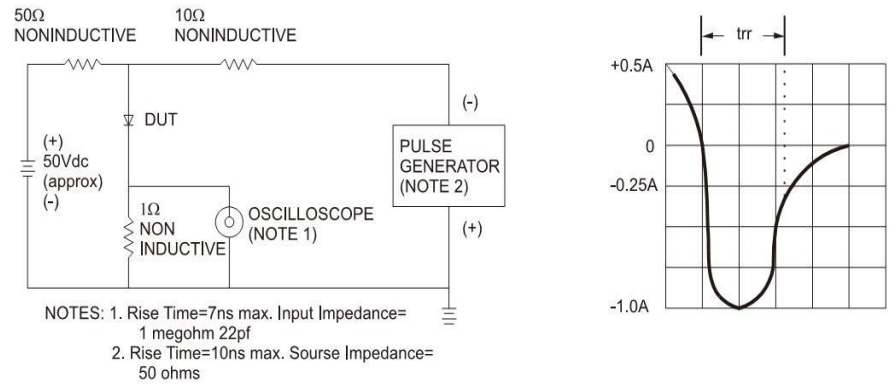 50Ω
NONINDUCTIVE
10Ω
NONINDUCTIVE
DUT
(+)
50Vdc
(approx)
(-)
1Ω
NON
INDUCTIVE
OSCILLOSCOPE
(NOTE 1)
(-)
PULSE
GENERATOR
(NOTE 2)
(+)
NOTES: 1. Rise Time=7ns max. Input Impedance=
1 megohm 22pf
2. Rise Time=10ns max. Sourse Impedance=
50 ohms
trr
+0.5A
0
-0.25A
-1.0A